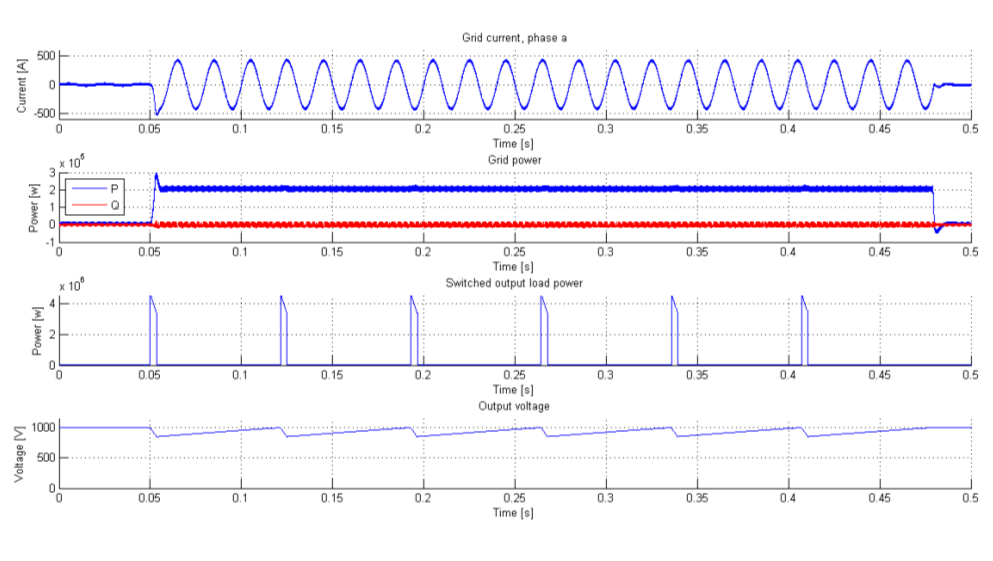 Grid current, phase a
Current [A]
500
0
-500
0 0.05 0.1 0.15 0.2 0.25 0.3 0.35 0.4 0.45 0.5
Time [s]
Grid power
x 10^5
Power [w]
3
2
1
0
-1
P
Q
0 0.05 0.1 0.15 0.2 0.25 0.3 0.35 0.4 0.45 0.5
Time [s]
Switched output load power
x 10^6
Power [w]
4
2
0
0 0.05 0.1 0.15 0.2 0.25 0.3 0.35 0.4 0.45 0.5
Time [s]
Output voltage
Voltage [V]
1000
500
0
0 0.05 0.1 0.15 0.2 0.25 0.3 0.35 0.4 0.45 0.5
Time [s]